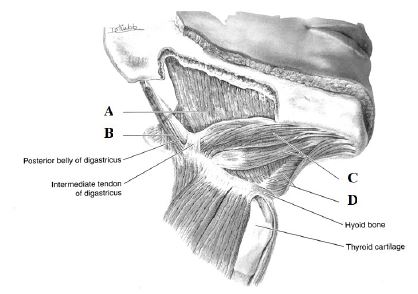 A
B
Posterior belly of digastricus
Intermediate tendon
of digastricus
C
D
Hyoid bone
Thyroid cartilage